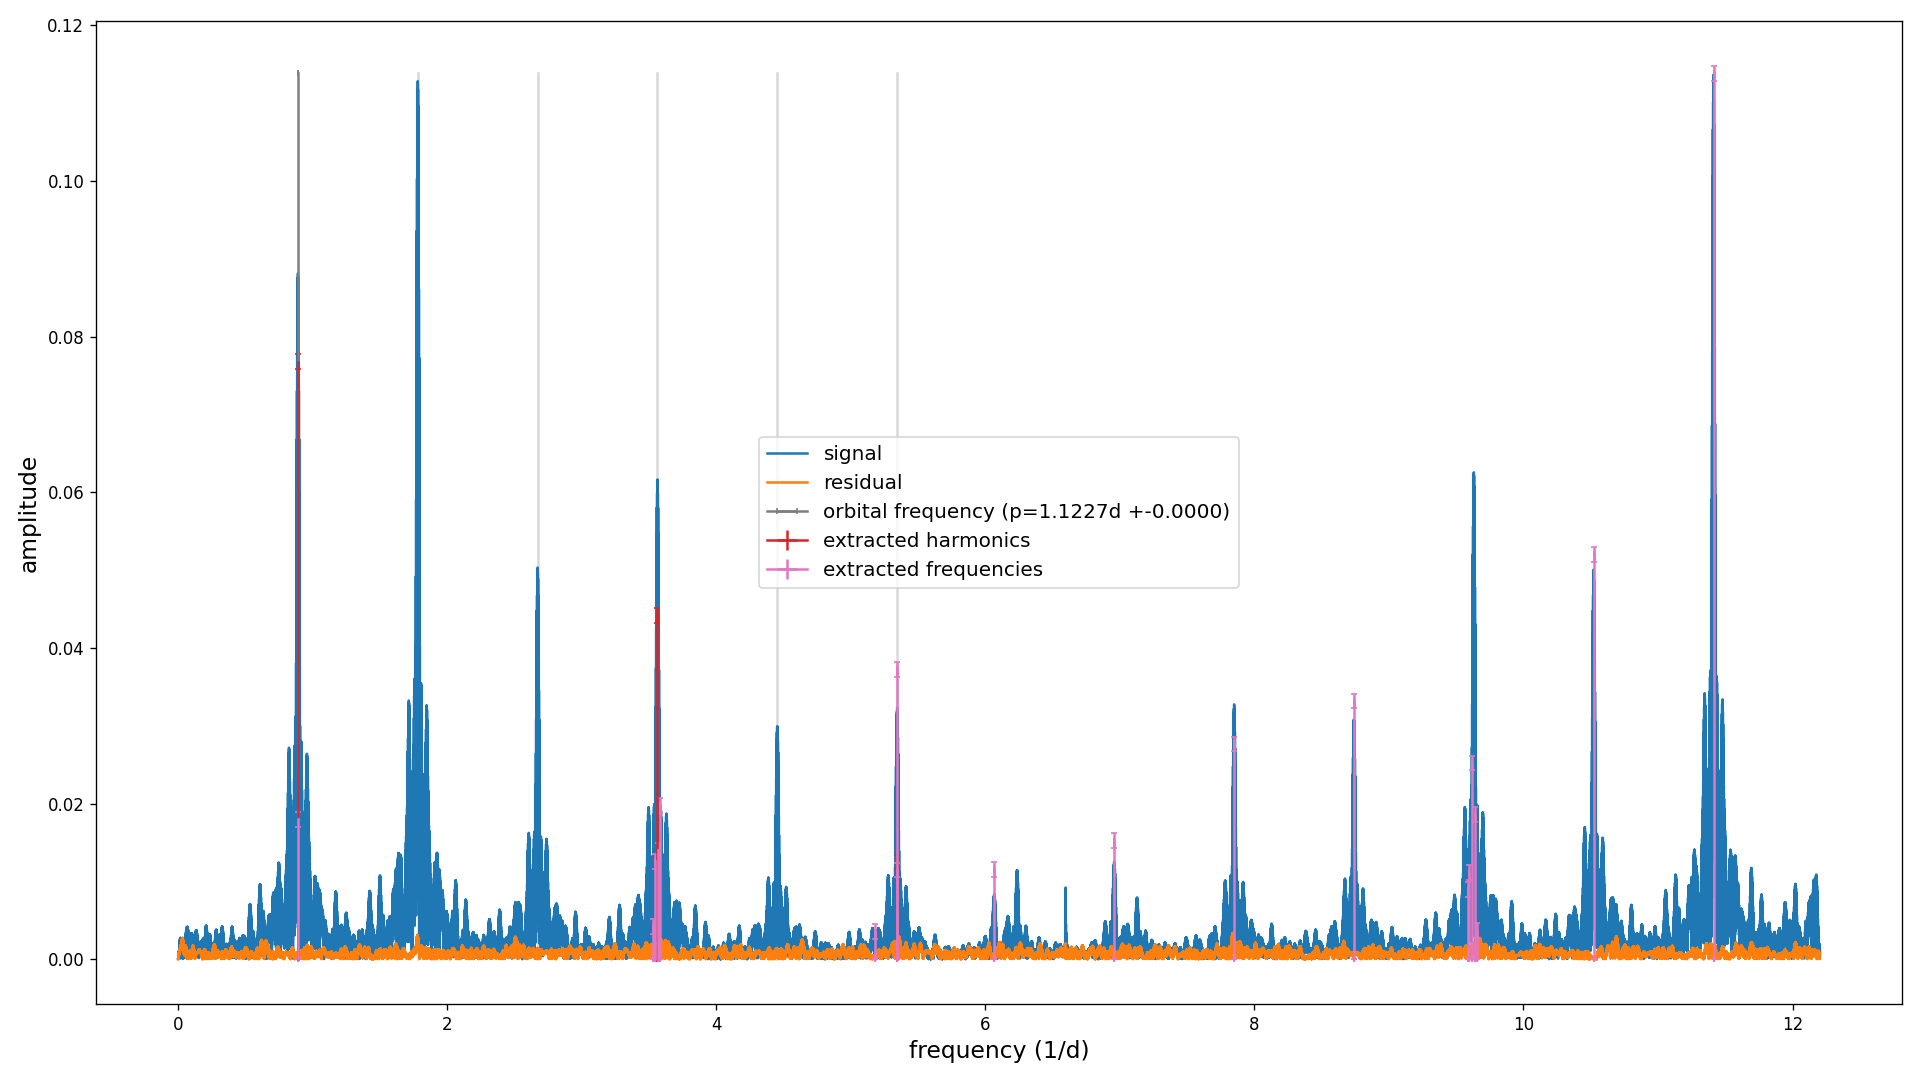 0.12
0.10
0.08
0.06
0.04
0.02
0.00
amplitude
signal
residual
orbital frequency (p=1.1227d +-0.0000)
extracted harmonics
extracted frequencies
0 2 4 6 8 10 12
frequency (1/d)